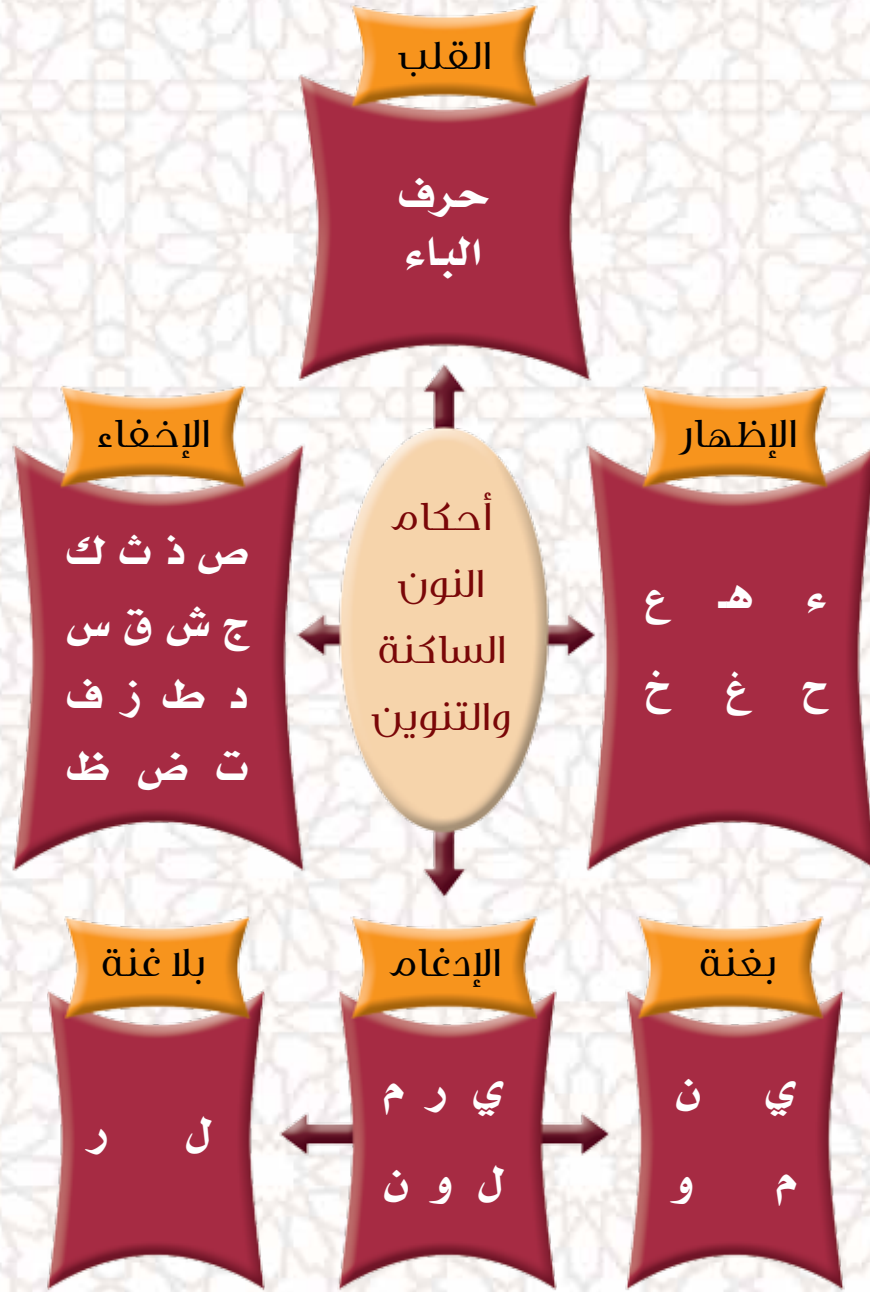 القلب
حرف
الباء
الإظهار
ء هـ ع
ح غ خ
أحكام
النون
الساكنة
والتنوين
الإخفاء
ص ذ ث ك
ج ش ق س
د ط ز ف
ت ض ظ
بغنة
ي ن
م و
الإدغام
ي ر م
ل و ن
بلا غنة
ل ر